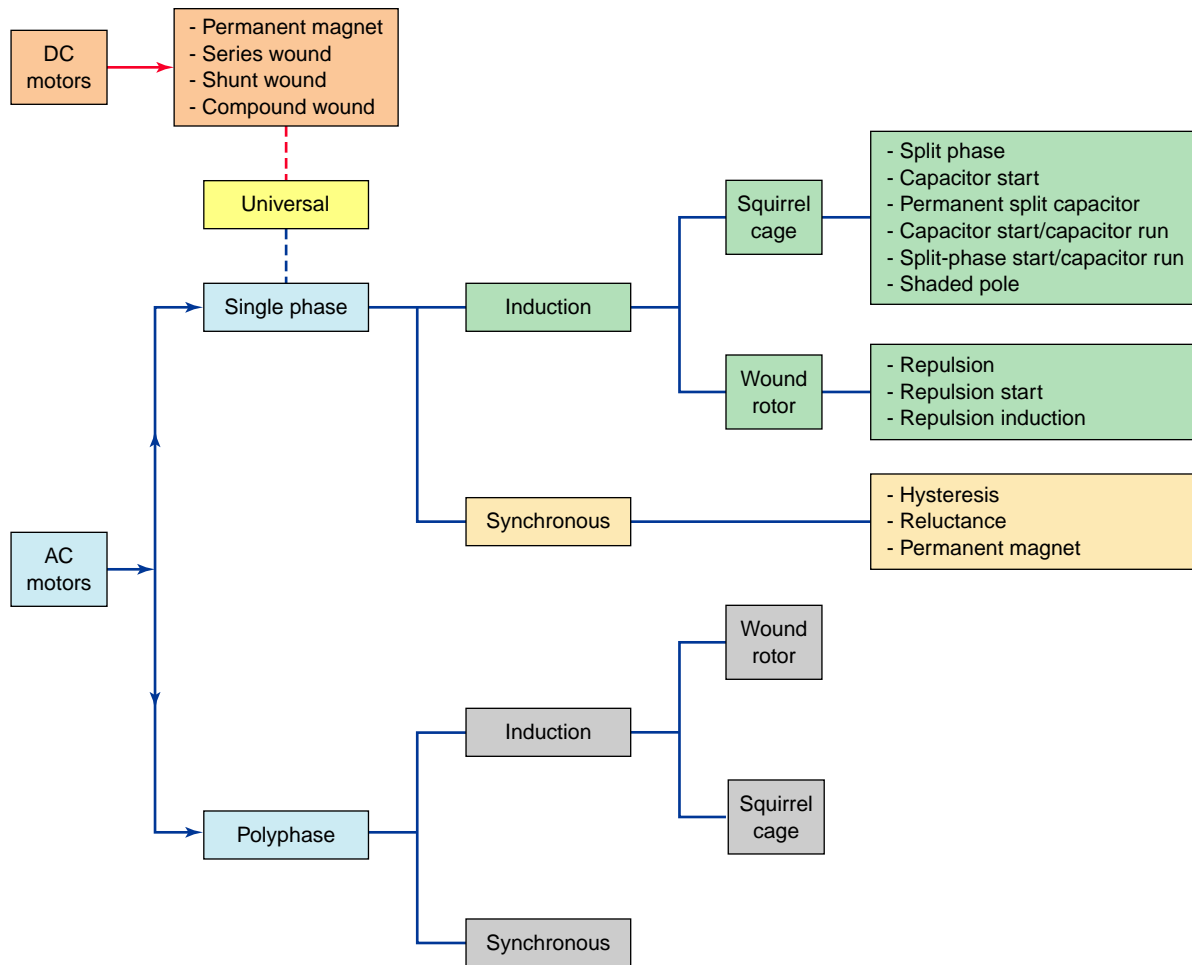 DC
motors
- Permanent magnet
- Series wound
- Shunt wound
- Compound wound
Universal
Single phase
Induction
Squirrel
cage
- Split phase
- Capacitor start
- Permanent split capacitor
- Capacitor start/capacitor run
- Split-phase start/capacitor run
- Shaded pole
Wound
rotor
- Repulsion
- Repulsion start
- Repulsion induction
Synchronous
- Hysteresis
- Reluctance
- Permanent magnet
AC
motors
Polyphase
Induction
Wound
rotor
Squirrel
cage
Synchronous